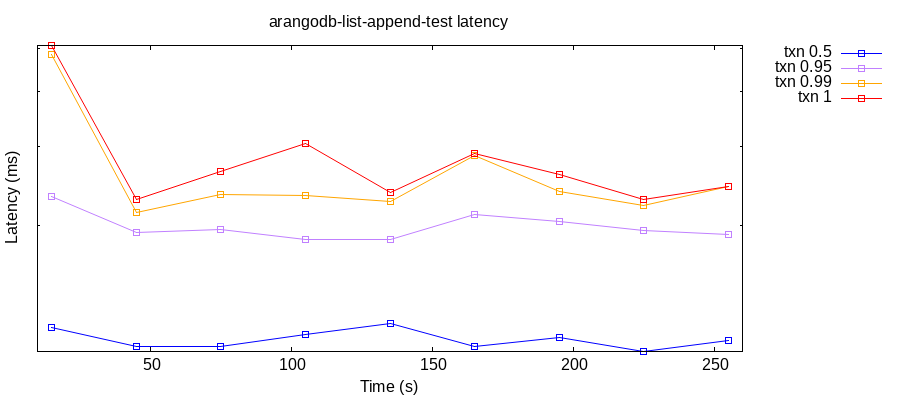 arangodb-list-append-test latency
txn 0.5
txn 0.95
txn 0.99
txn 1
Latency (ms)
50 100 150 200 250
Time (s)